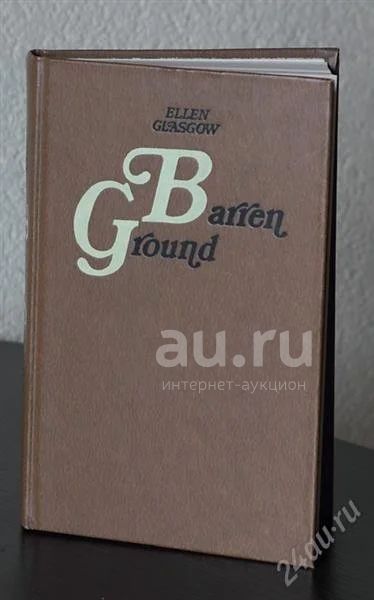 ELLEN
GLASGOW
Barren
Ground
au.ru
интернет-аукцион
24au.ru